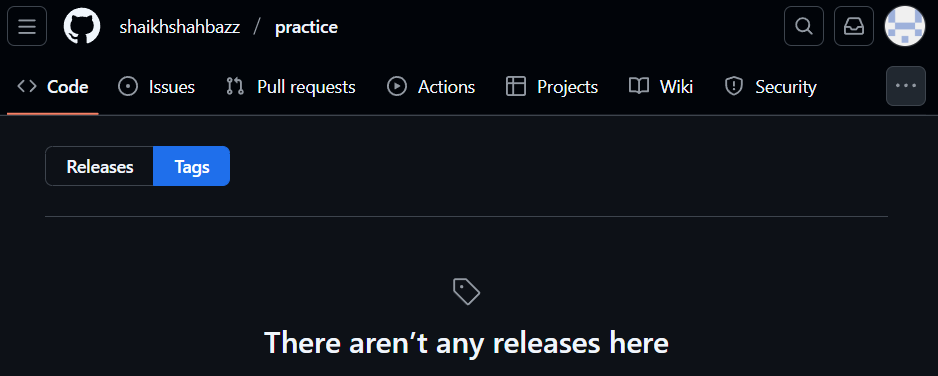 shaikhshahbazz / practice
Code Issues Pull requests Actions Projects Wiki Security
Releases Tags
There aren’t any releases here